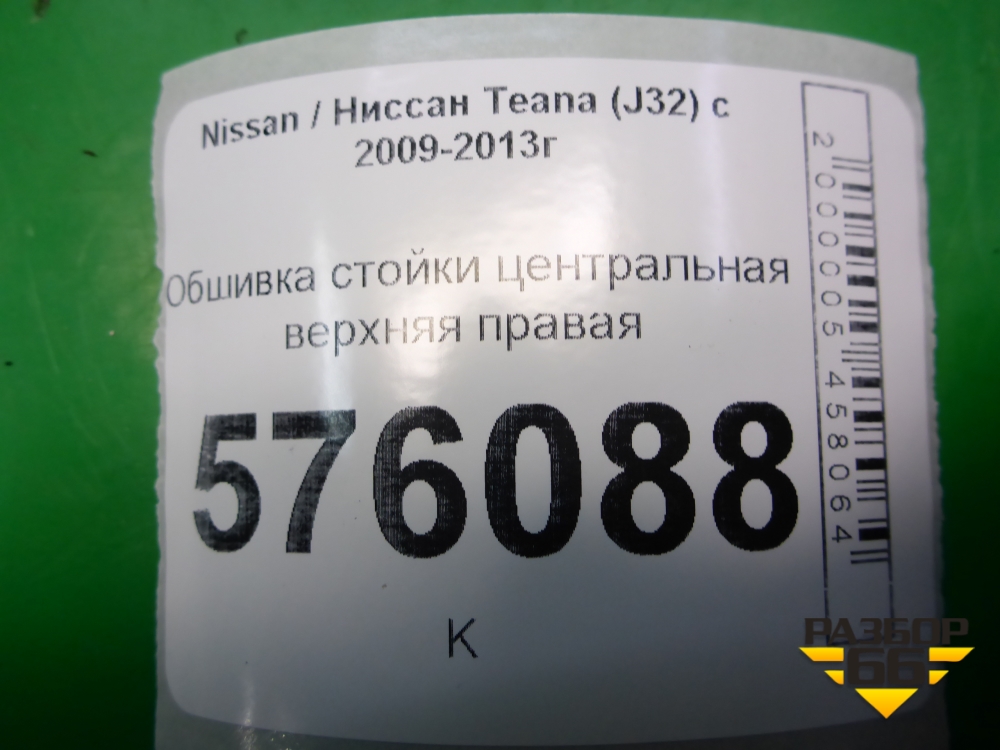 Nissan / Ниссан Teana (J32) с
2009-2013г
Обшивка стойки центральная
верхняя правая
576088
К
2000005458064
РАЗБОР
66